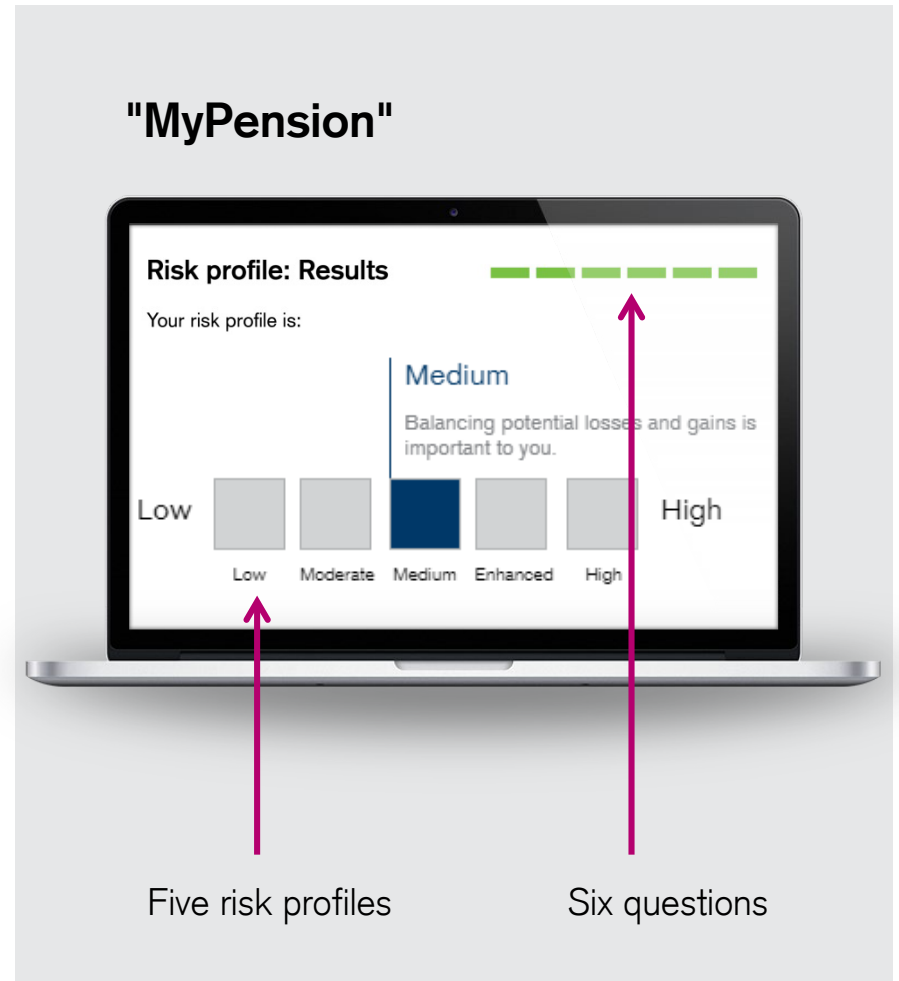 "MyPension"
Risk profile: Results
Your risk profile is:
Medium
Balancing potential losses and gains is
important to you.
Low
High
Low Moderate Medium Enhanced High
Five risk profiles
Six questions